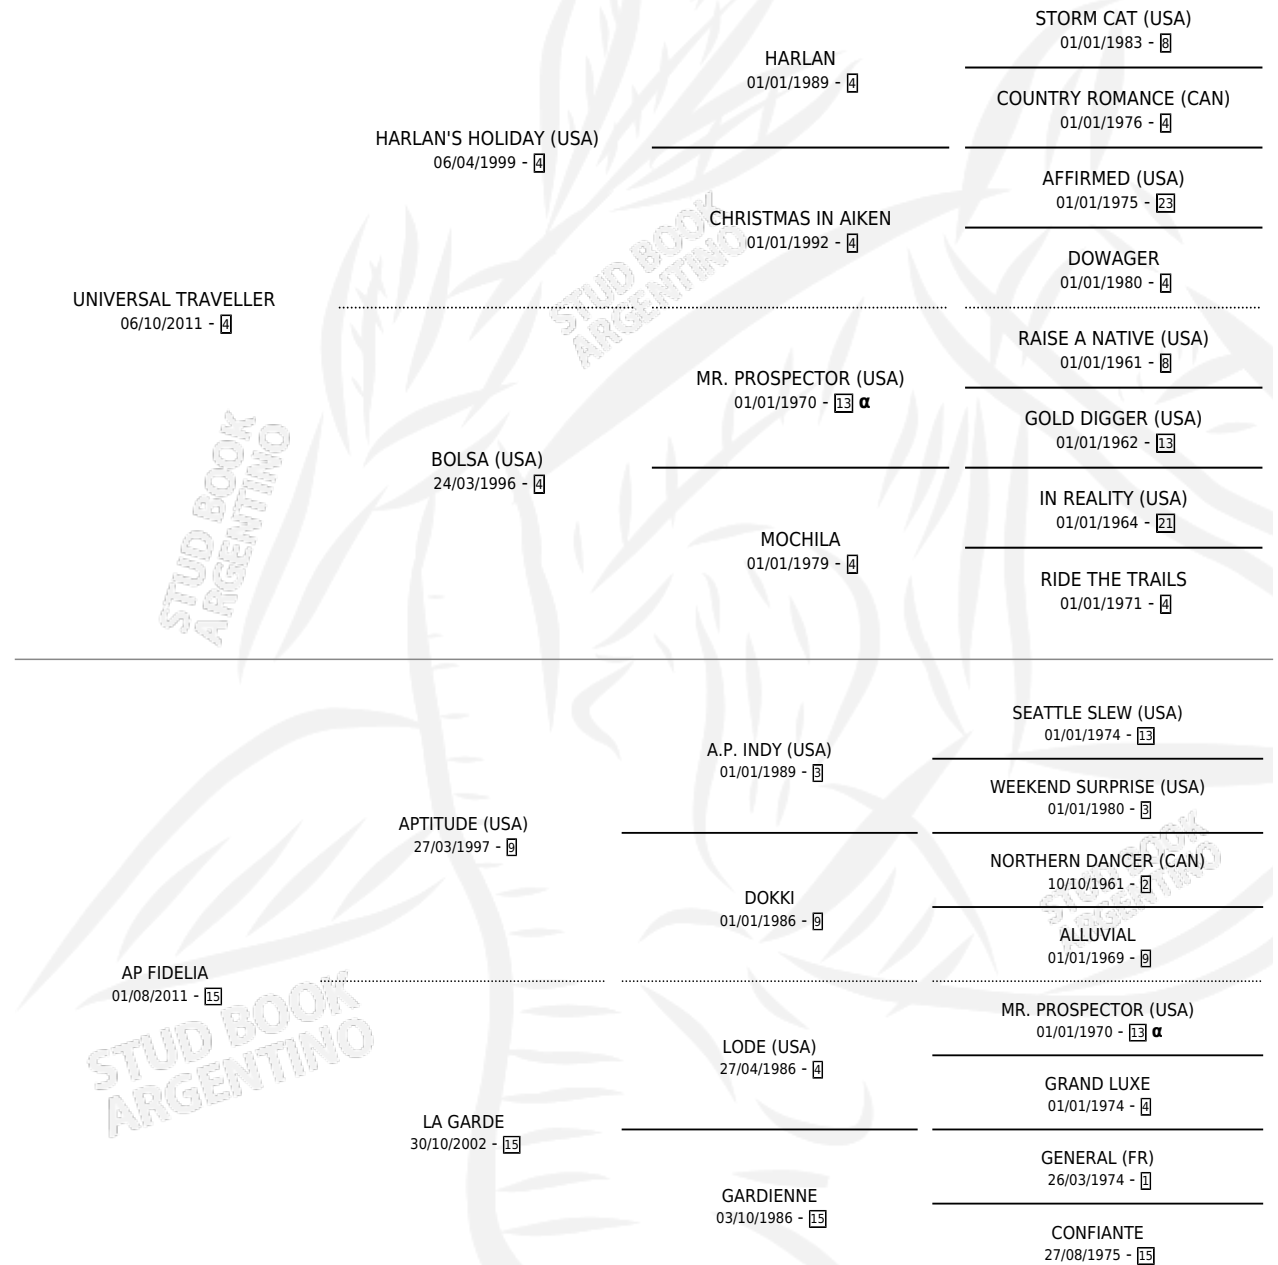 STORM CAT (USA)
01/01/1983 - 8
HARLAN
01/01/1989 - 4
COUNTRY ROMANCE (CAN)
01/01/1976 - 4
HARLAN'S HOLIDAY (USA)
06/04/1999 - 4
AFFIRMED (USA)
01/01/1975 - 23
CHRISTMAS IN AIKEN
01/01/1992 - 4
DOWAGER
01/01/1980 - 4
UNIVERSAL TRAVELLER
06/10/2011 - 4
RAISE A NATIVE (USA)
01/01/1961 - 8
MR. PROSPECTOR (USA)
01/01/1970 - 13 α
GOLD DIGGER (USA)
01/01/1962 - 13
BOLSA (USA)
24/03/1996 - 4
IN REALITY (USA)
01/01/1964 - 21
MOCHILA
01/01/1979 - 4
RIDE THE TRAILS
01/01/1971 - 4
SEATTLE SLEW (USA)
01/01/1974 - 13
A.P. INDY (USA)
01/01/1989 - 3
WEEKEND SURPRISE (USA)
01/01/1980 - 3
APTITUDE (USA)
27/03/1997 - 9
NORTHERN DANCER (CAN)
10/10/1961 - 2
DOKKI
01/01/1986 - 9
ALLUVIAL
01/01/1969 - 9
AP FIDELIA
01/08/2011 - 15
MR. PROSPECTOR (USA)
01/01/1970 - 13 α
LODE (USA)
27/04/1986 - 4
GRAND LUXE
01/01/1974 - 4
LA GARDE
30/10/2002 - 15
GENERAL (FR)
26/03/1974 - 1
GARDIENNE
03/10/1986 - 15
CONFIANTE
27/08/1975 - 15
STUD BOOK
ARGENTINO
STUD BOOK
ARGENTINO
STUD BOOK
ARGENTINO
STUD BOOK
ARGENTINO